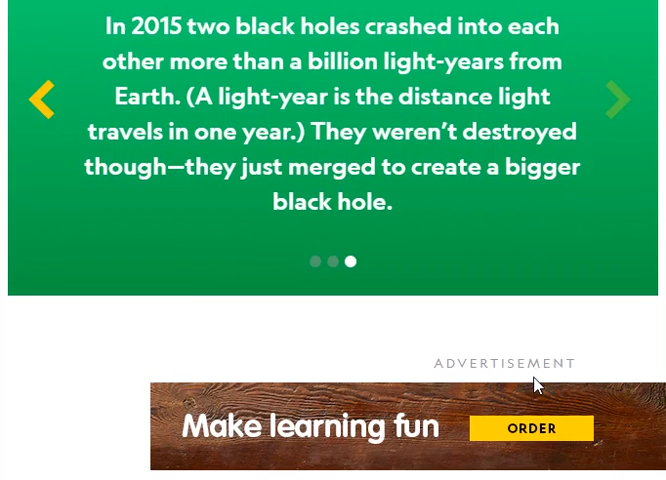 In 2015 two black holes crashed into each
other more than a billion light-years from
Earth. (A light-year is the distance light
travels in one year.) They weren’t destroyed
though—they just merged to create a bigger
black hole.
ADVERTISEMENT
Make learning fun
ORDER